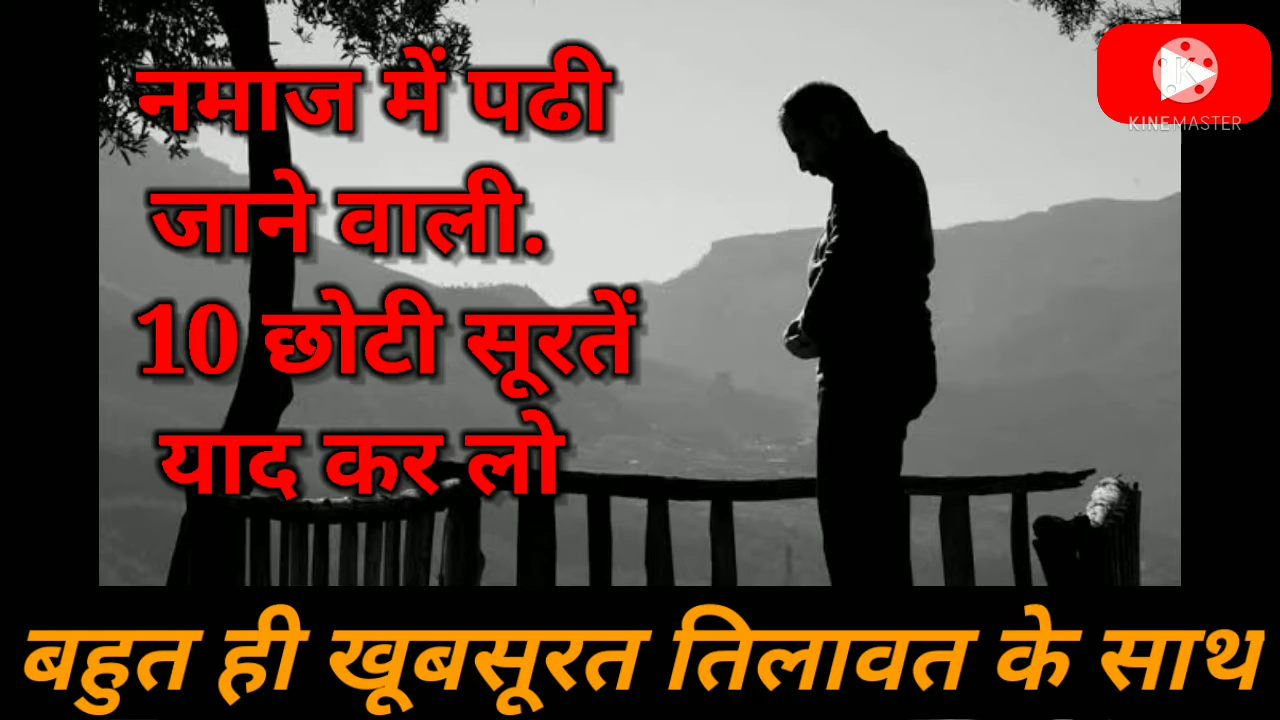 नमाज में पढी
जाने वाली.
10 छोटी सूरतें
याद कर लो
KINEMASTER
बहुत ही खूबसूरत तिलावत के साथ